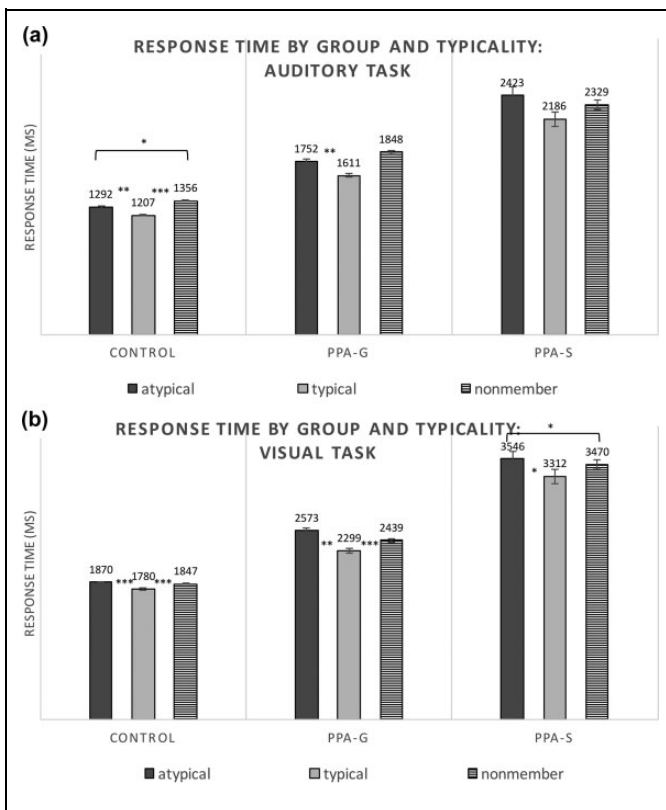 (a)
RESPONSE TIME BY GROUP AND TYPICALITY:
AUDITORY TASK
RESPONSE TIME (MS)
*
1292 ** 1207 *** 1356
1752 ** 1611 1848
2423 2186 2329
CONTROL PPA-G PPA-S
atypical typical nonmember
(b)
RESPONSE TIME BY GROUP AND TYPICALITY:
VISUAL TASK
RESPONSE TIME (MS)
*
1870 *** 1780 *** 1847
2573 ** 2299 *** 2439
3546 * 3312 3470
CONTROL PPA-G PPA-S
atypical typical nonmember